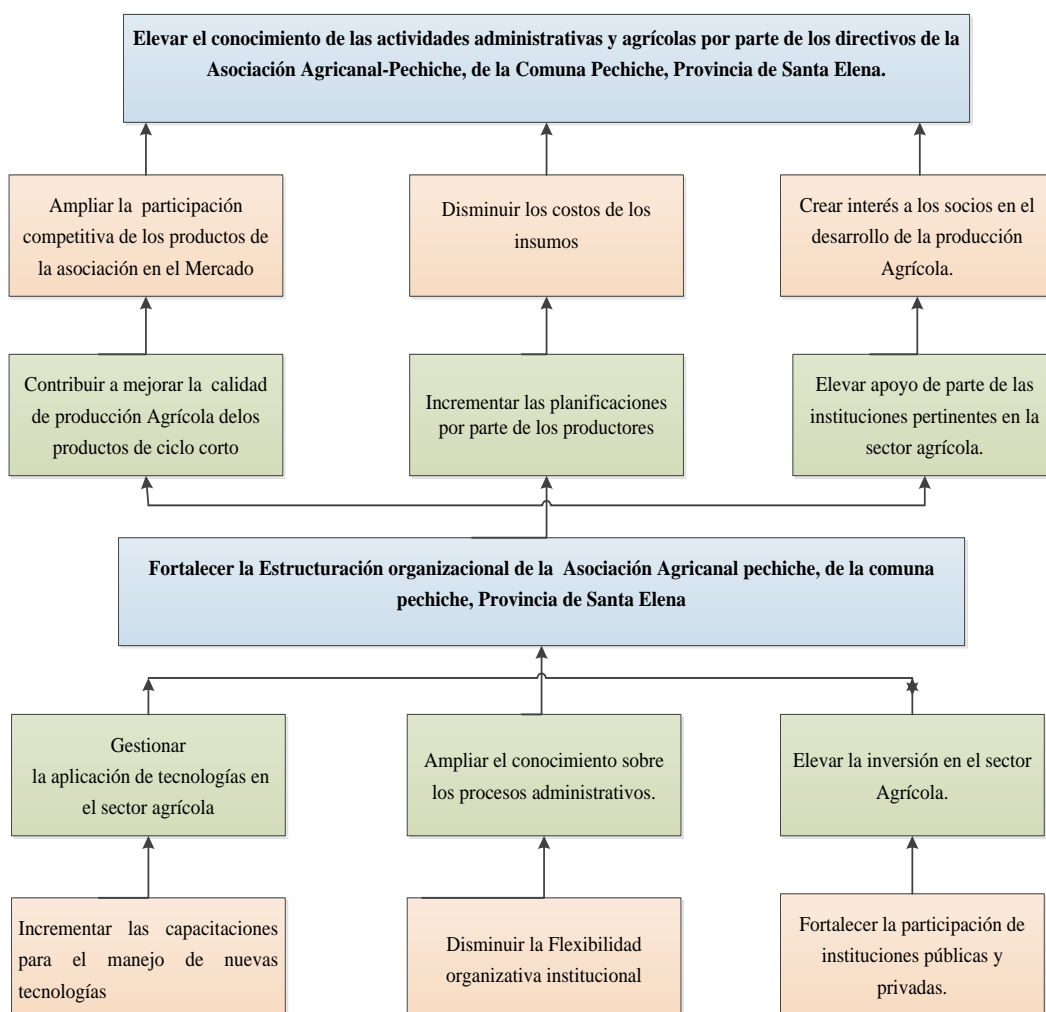 Elevar el conocimiento de las actividades administrativas y agrícolas por parte de los directivos de la
Asociación Agricanal-Pechiche, de la Comuna Pechiche, Provincia de Santa Elena.
Ampliar la participación
competitiva de los productos de
la asociación en el Mercado
Disminuir los costos de los
insumos
Crear interés a los socios en el
desarrollo de la producción
Agrícola.
Contribuir a mejorar la calidad
de producción Agrícola delos
productos de ciclo corto
Incrementar las planificaciones
por parte de los productores
Elevar apoyo de parte de las
instituciones pertinentes en la
sector agrícola.
Fortalecer la Estructuración organizacional de la Asociación Agricanal pechiche, de la comuna
pechiche, Provincia de Santa Elena
Gestionar
la aplicación de tecnologías en
el sector agrícola
Ampliar el conocimiento sobre
los procesos administrativos.
Elevar la inversión en el sector
Agrícola.
Incrementar las capacitaciones
para el manejo de nuevas
tecnologías
Disminuir la Flexibilidad
organizativa institucional
Fortalecer la participación de
instituciones públicas y
privadas.